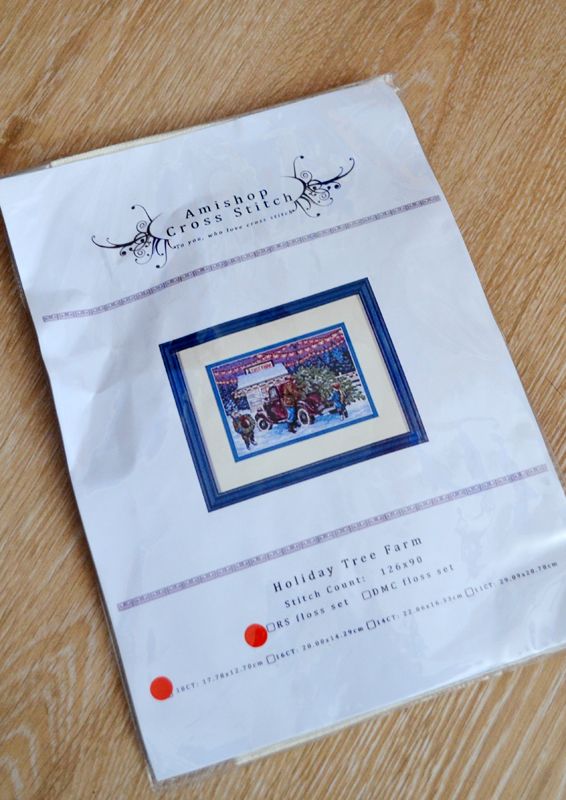 Amishop
Cross Stitch
To you, who love cross stitch
Holiday Tree Farm
Stitch Count: 126x90
RS floss set DMC floss set
18CT: 17.78x12.70cm 16CT: 20.00x14.29cm 14CT: 22.86x16.33cm 11CT: 29.09x20.78cm